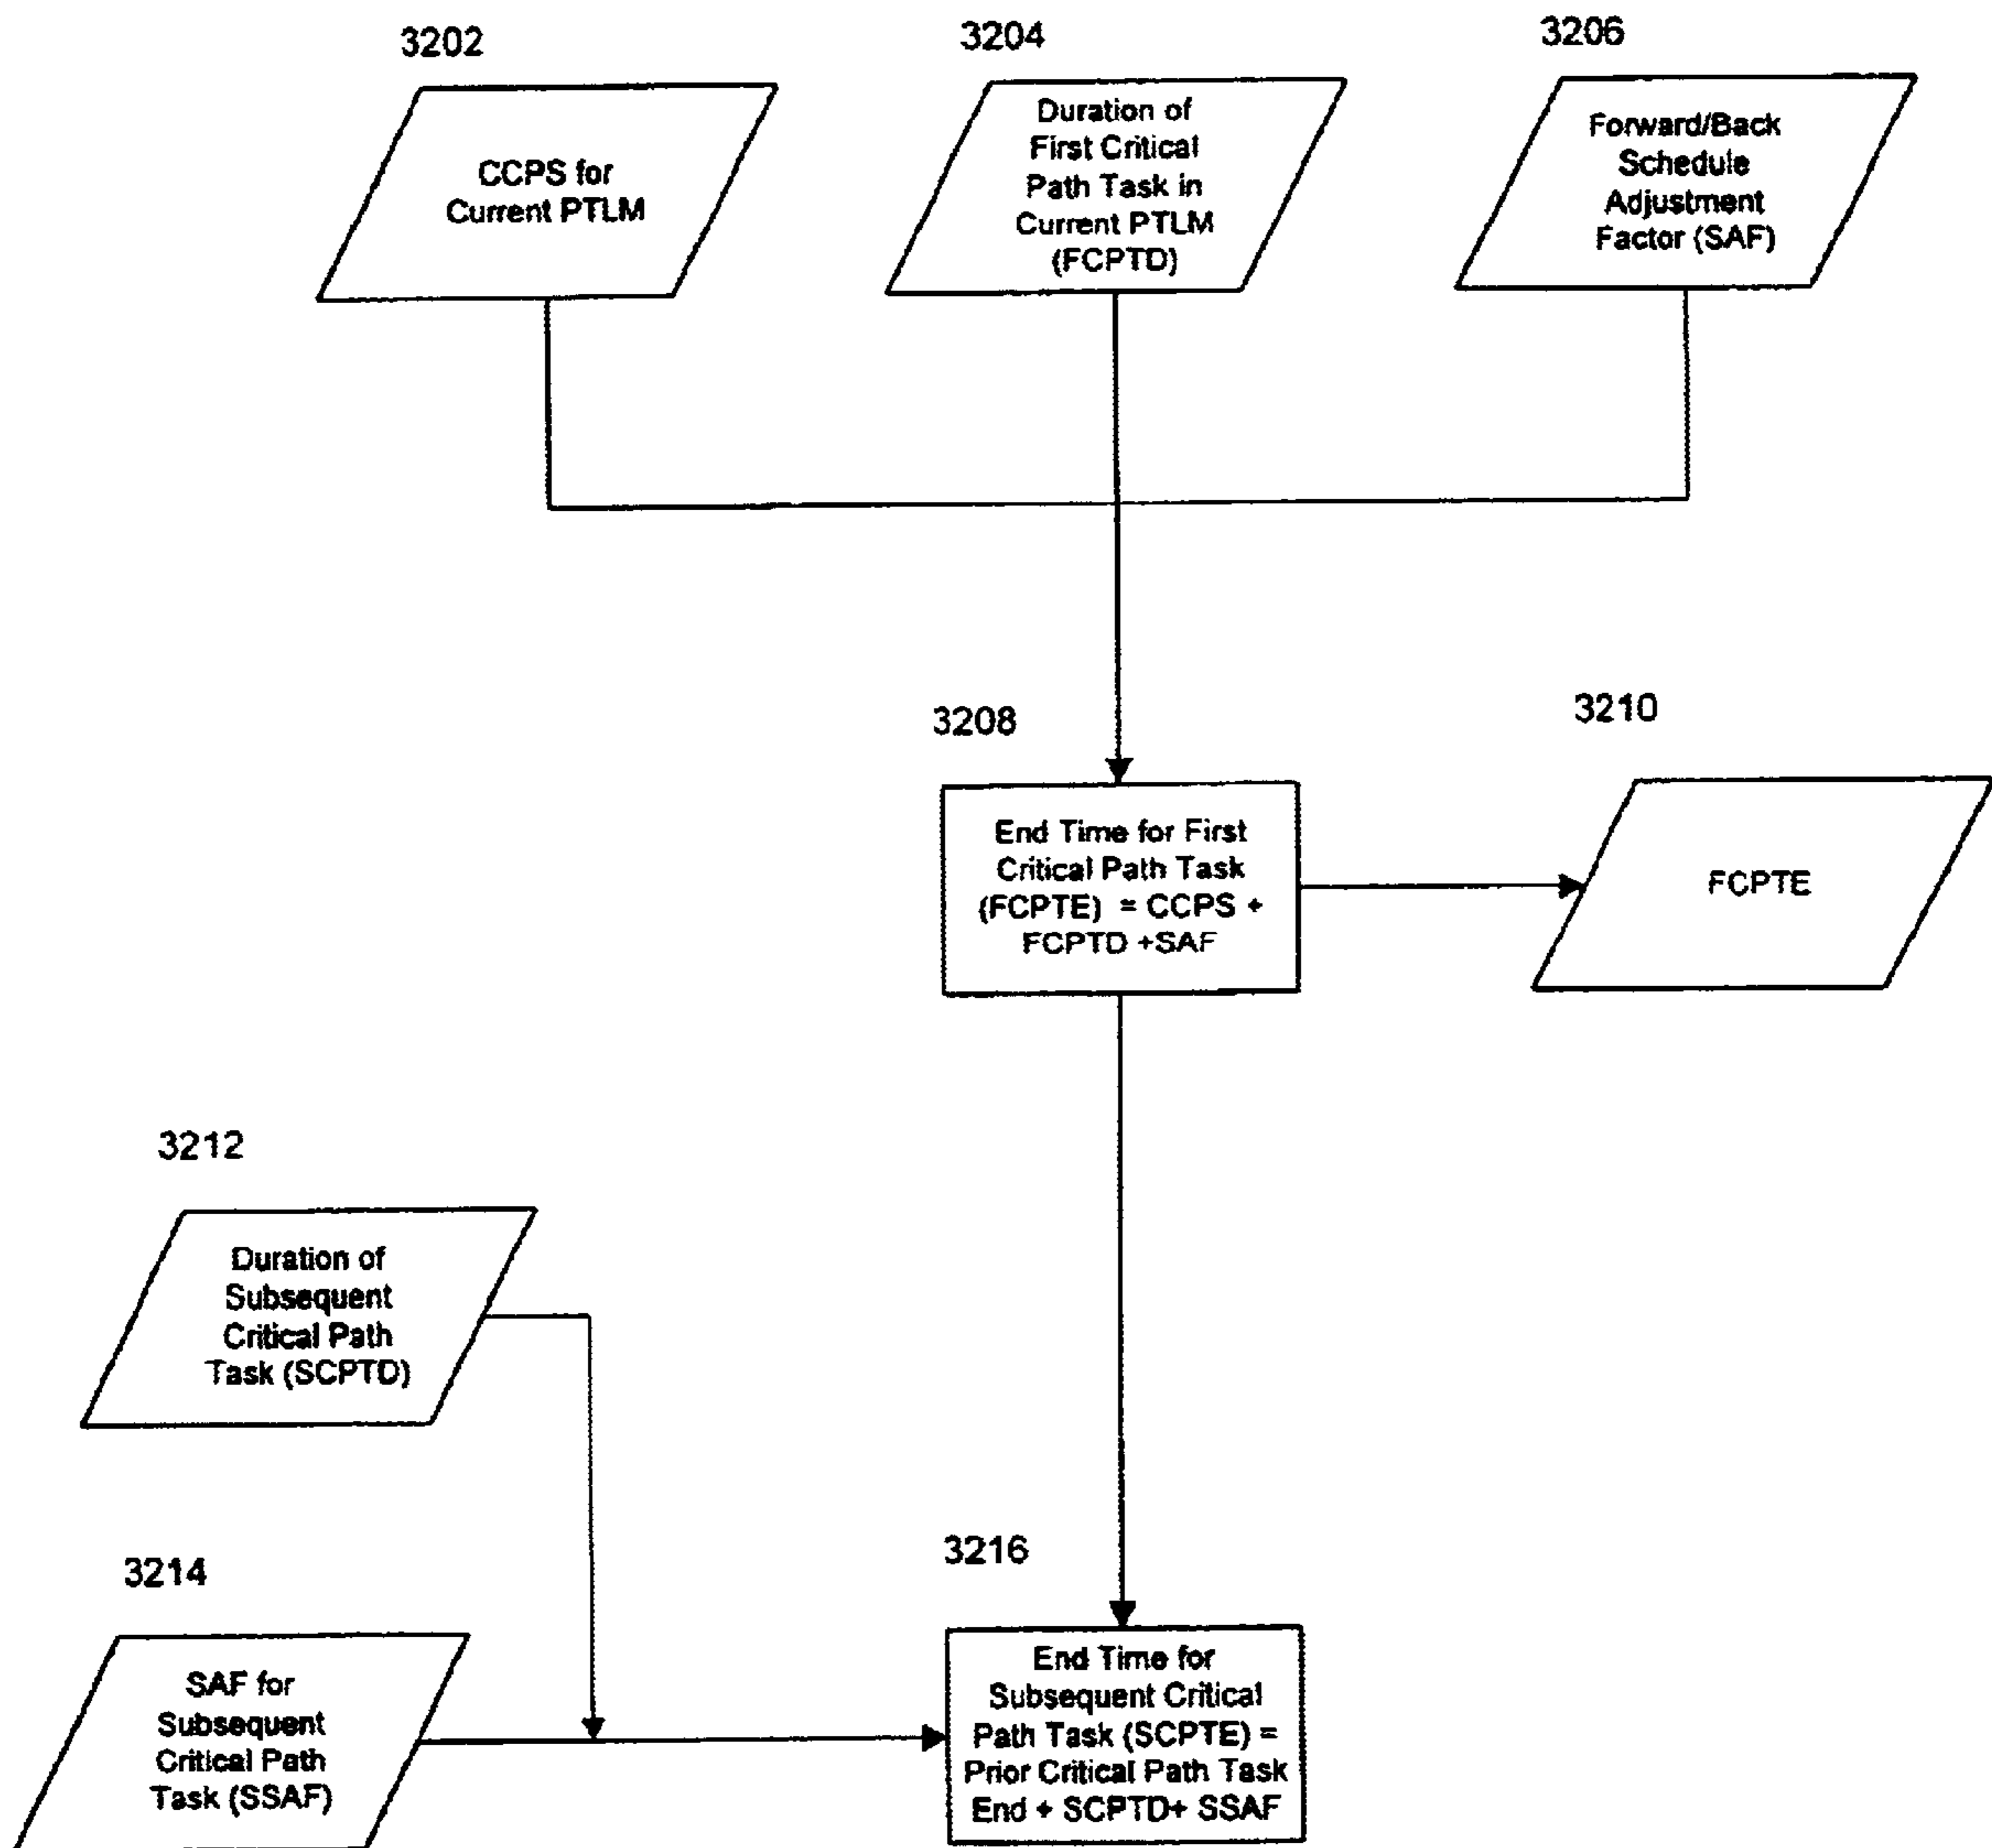 3202
3204
3206
CCPS for
Current PTLM
Duration of
First Critical
Path Task in
Current PTLM
(FCPTD)
Forward/Back
Schedule
Adjustment
Factor (SAF)
3208
3210
End Time for First
Critical Path Task
(FCPTE) = CCPS +
FCPTD +SAF
FCPTE
3212
Duration of
Subsequent
Critical Path
Task (SCPTD)
3214
3216
SAF for
Subsequent
Critical Path
Task (SSAF)
End Time for
Subsequent Critical
Path Task (SCPTE) =
Prior Critical Path Task
End + SCPTD+ SSAF